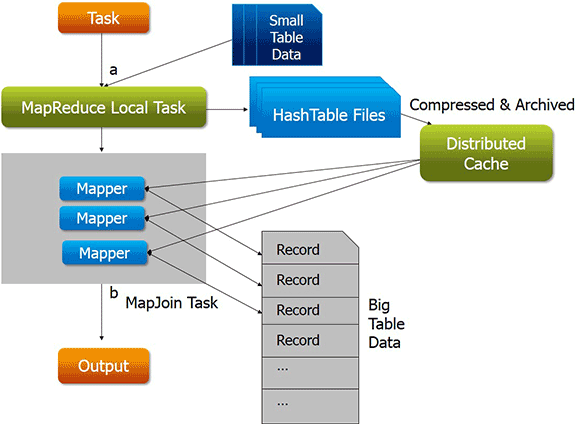 Task
Small
Table
Data
a
MapReduce Local Task
HashTable Files
Compressed & Archived
Distributed
Cache
Mapper
Mapper
Mapper
Record
Record
Record
Record
...
...
Big
Table
Data
b
MapJoin Task
Output